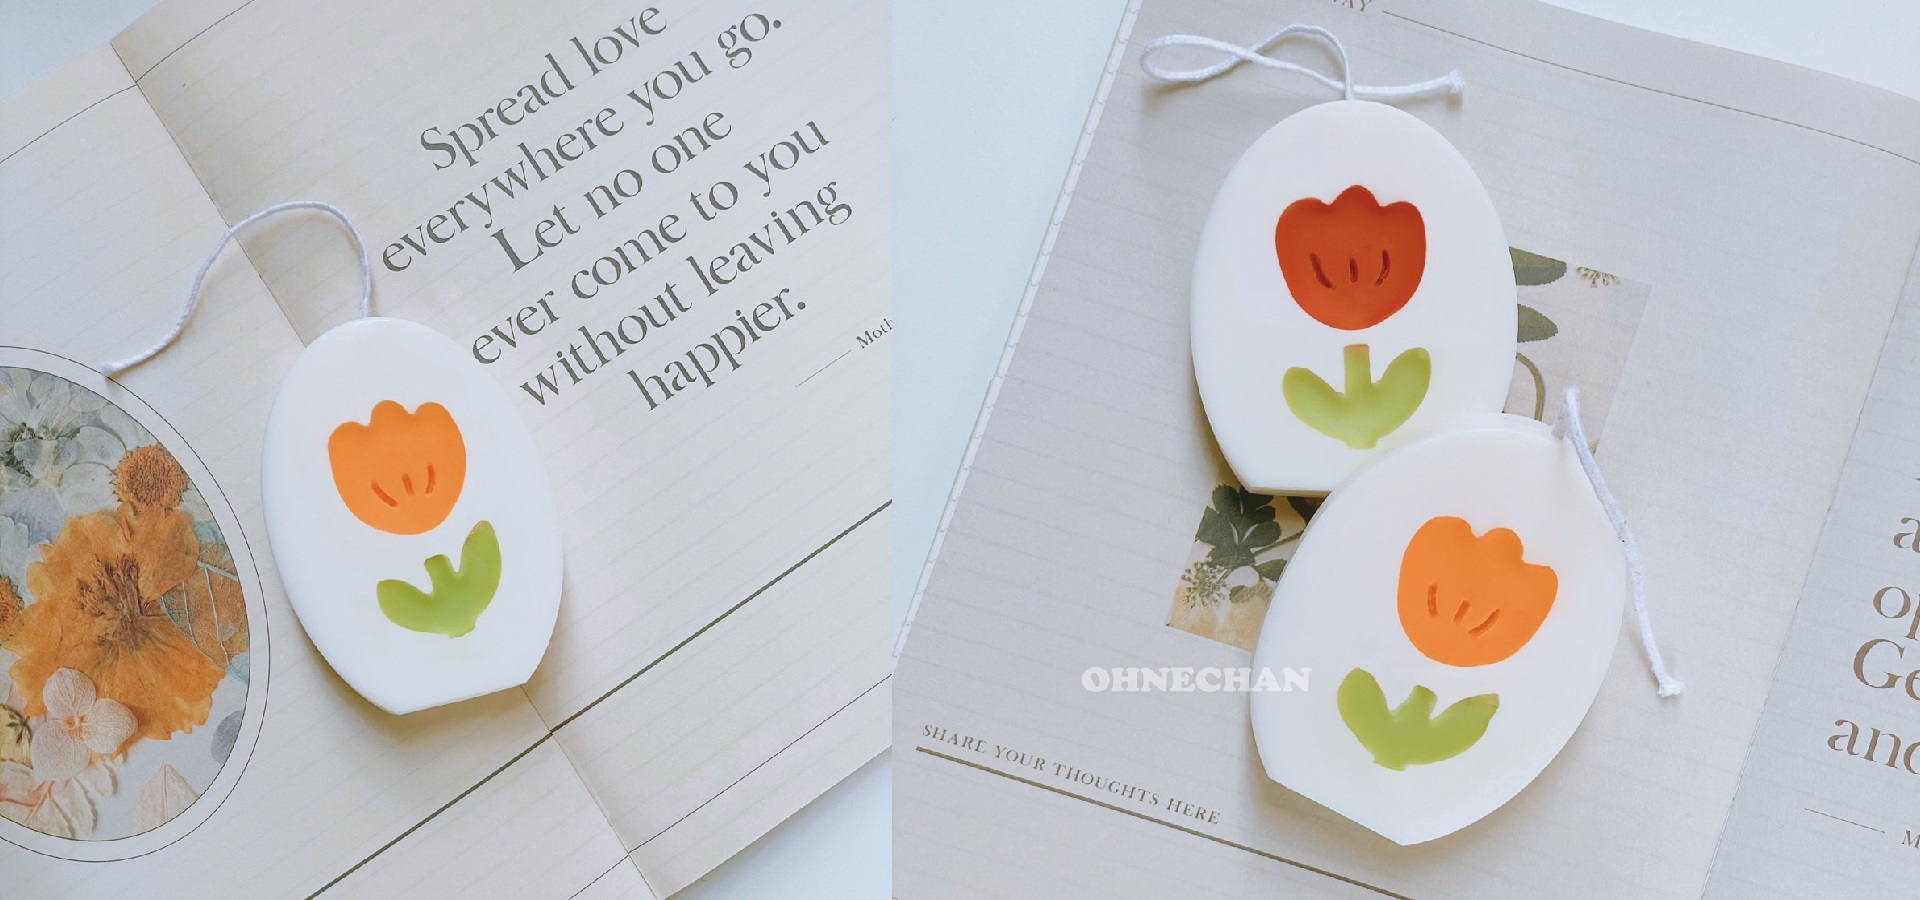 Spread love
everywhere you go.
Let no one
ever come to you
without leaving
happier.
OHNECHAN
SHARE YOUR THOUGHTS HERE